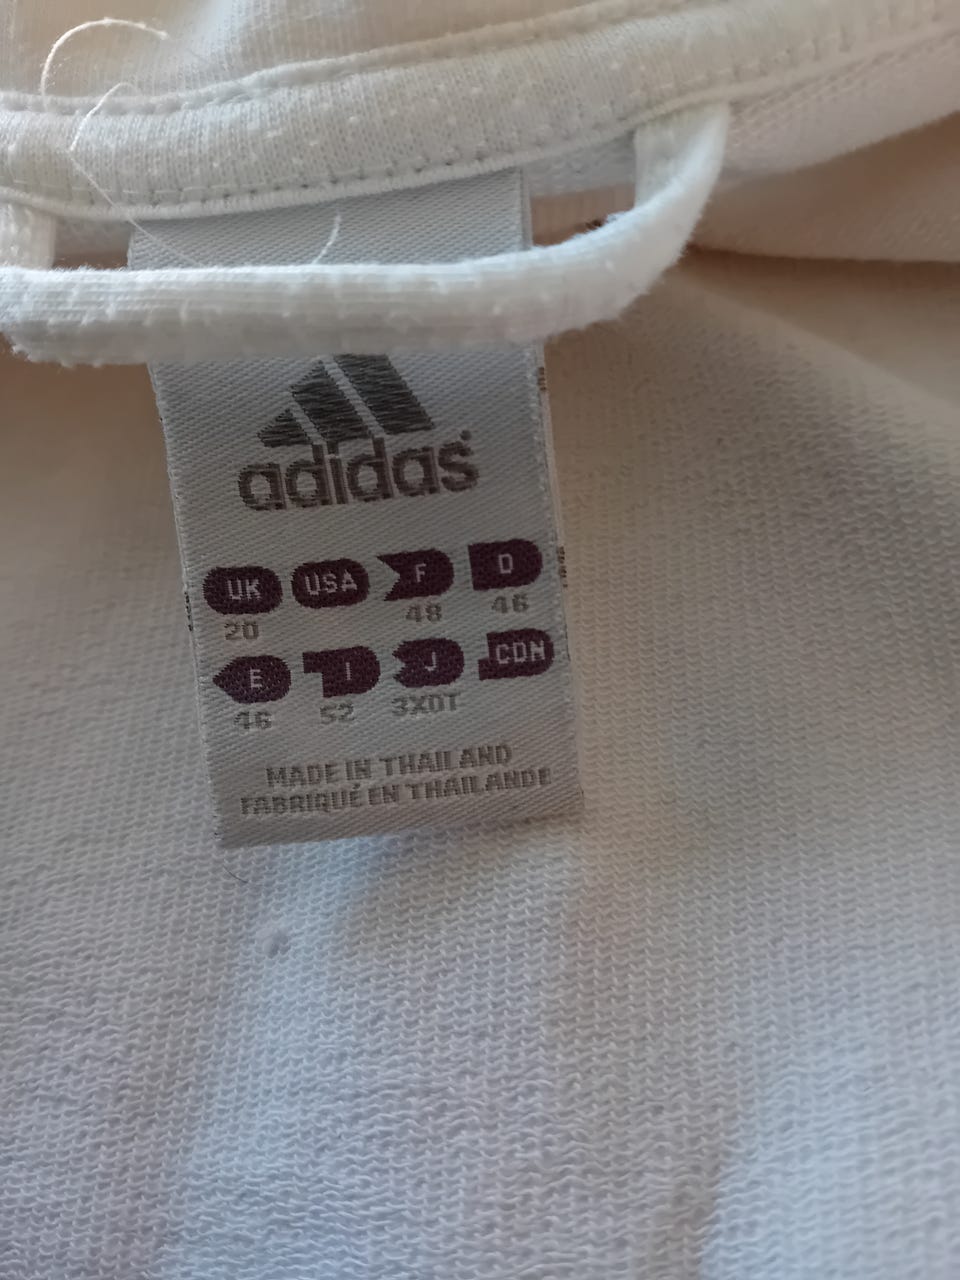 adidas
UK USA F D
20 48 46
E I J CDN
46 52 3XOT
MADE IN THAILAND
FABRIQUÉ EN THAILANDE